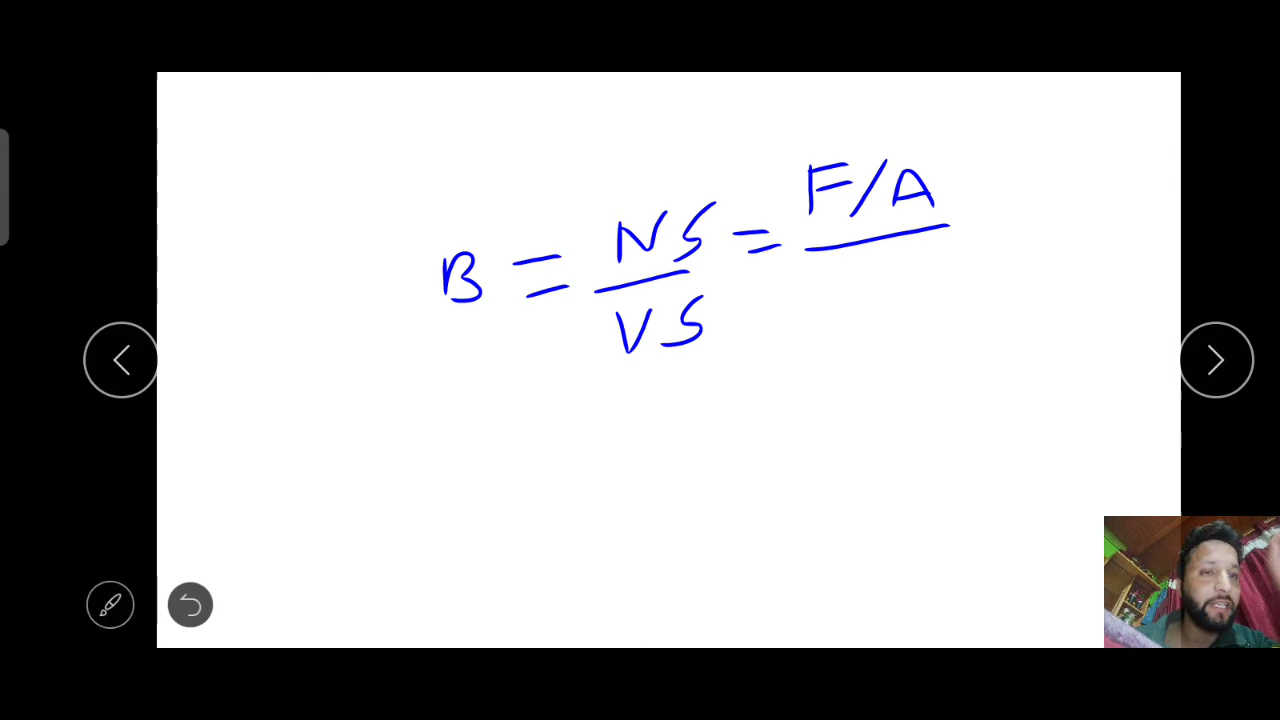 B = NS/VS = F/A